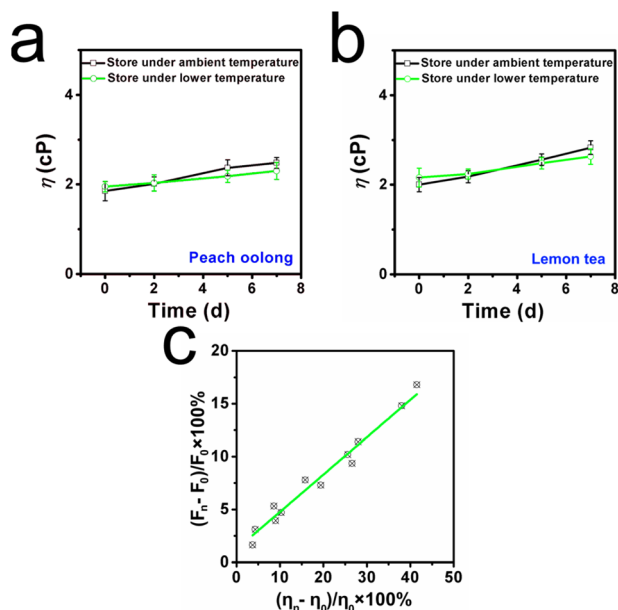 a
Store under ambient temperature
Store under lower temperature
4
2
0
η (cP)
0 2 4 6 8
Time (d)
Peach oolong
b
Store under ambient temperature
Store under lower temperature
4
2
0
η (cP)
0 2 4 6 8
Time (d)
Lemon tea
c
20
15
10
5
0
(Fn- F0)/F0×100%
0 10 20 30 40 50
(ηn- η0)/η0×100%